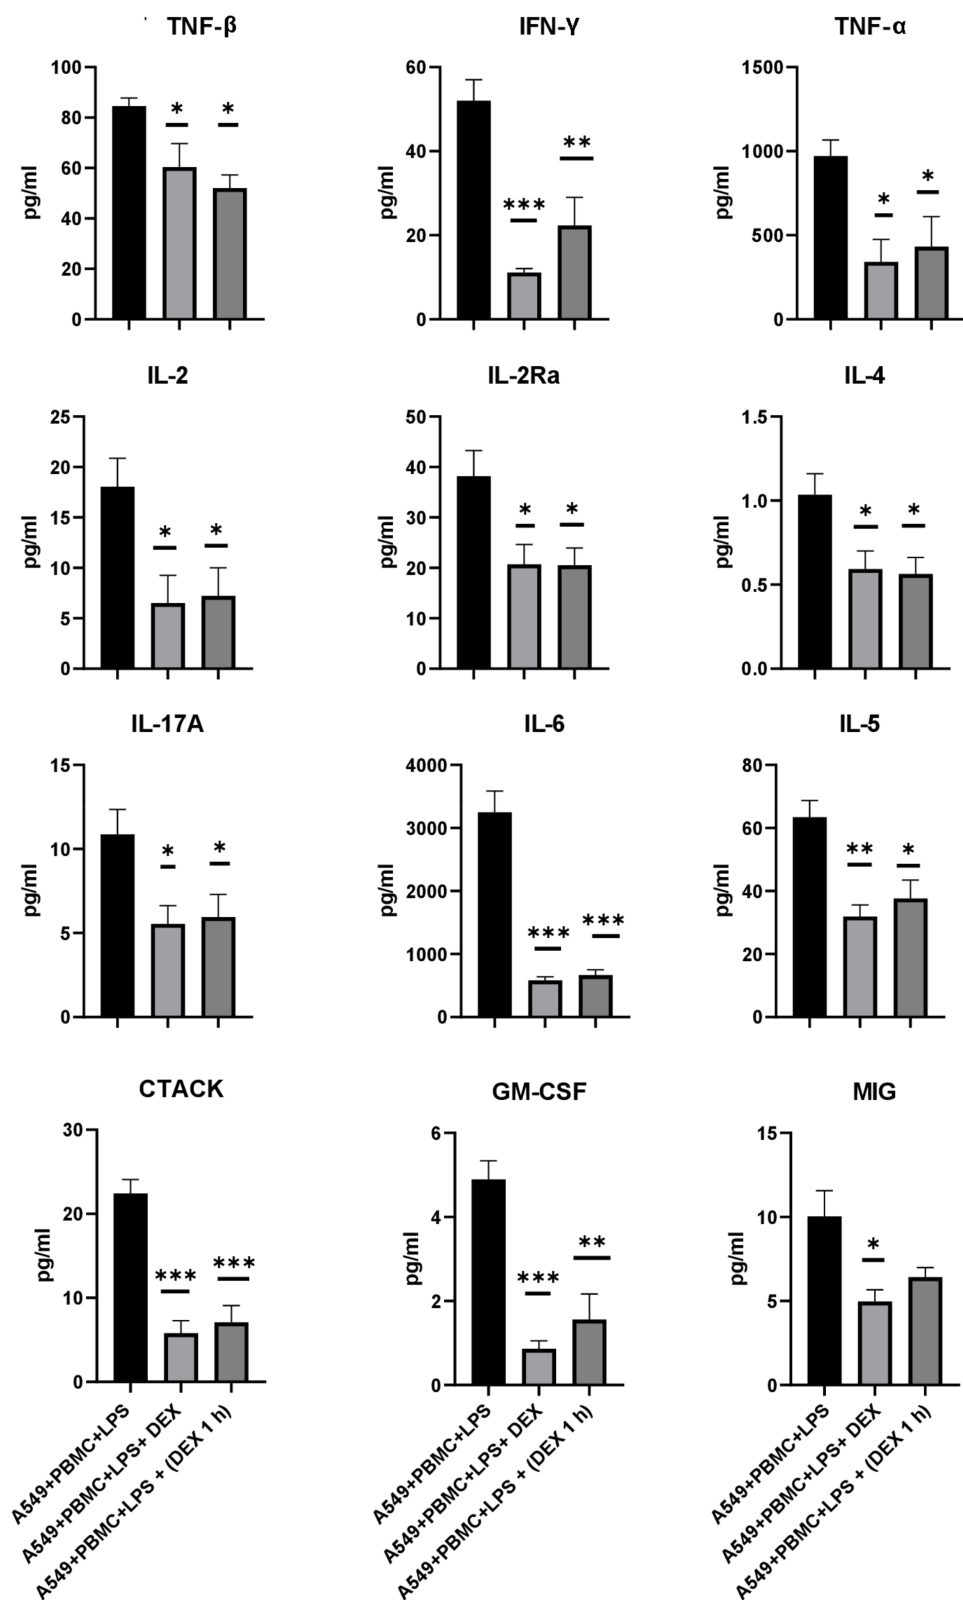 TNF-β
100
80
60
40
20
0
pg/ml
*
*
IFN-γ
60
40
20
0
pg/ml
***
**
TNF-α
1500
1000
500
0
pg/ml
*
*
IL-2
25
20
15
10
5
0
pg/ml
*
*
IL-2Ra
50
40
30
20
10
0
pg/ml
*
*
IL-4
1.5
1.0
0.5
0.0
pg/ml
*
*
IL-17A
15
10
5
0
pg/ml
*
*
IL-6
4000
3000
2000
1000
0
pg/ml
***
***
IL-5
80
60
40
20
0
pg/ml
**
*
CTACK
30
20
10
0
pg/ml
***
***
A549+PBMC+LPS
A549+PBMC+LPS+ DEX
A549+PBMC+LPS + (DEX 1 h)
GM-CSF
6
4
2
0
pg/ml
***
**
A549+PBMC+LPS
A549+PBMC+LPS+ DEX
A549+PBMC+LPS + (DEX 1 h)
MIG
15
10
5
0
pg/ml
*
A549+PBMC+LPS
A549+PBMC+LPS+ DEX
A549+PBMC+LPS + (DEX 1 h)